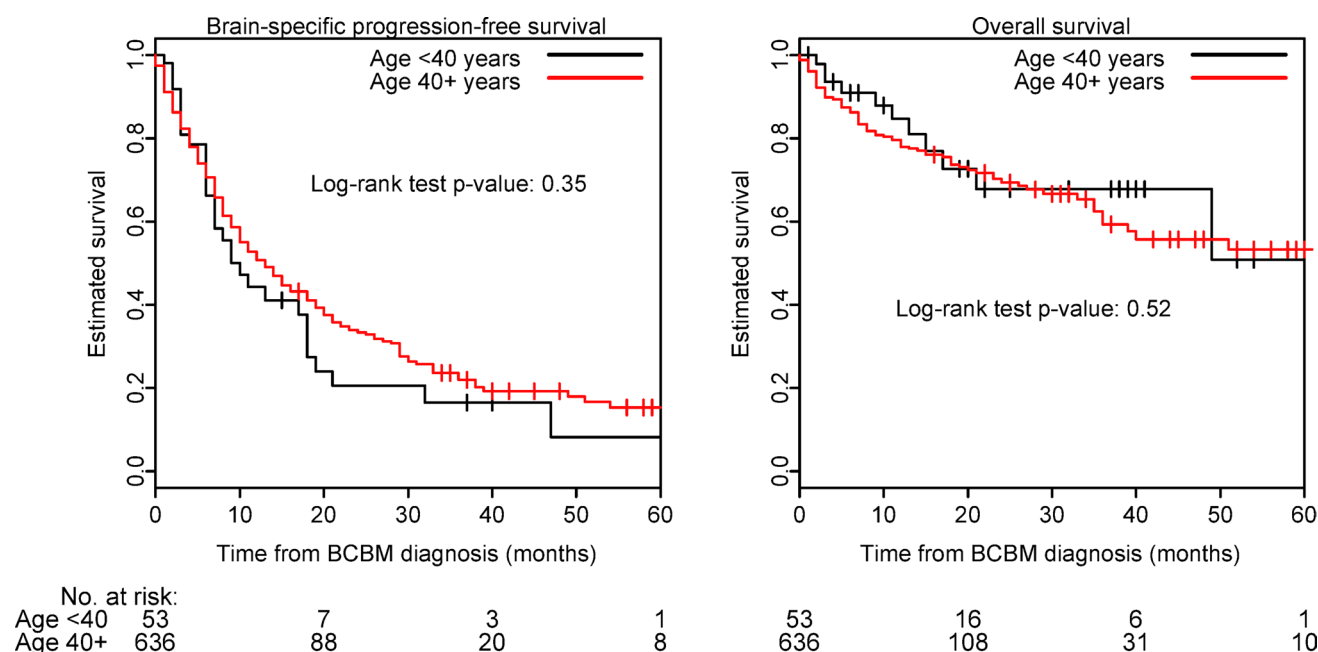 Brain-specific progression-free survival
Age <40 years
Age 40+ years
Log-rank test p-value: 0.35
Estimated survival
1.0
0.8
0.6
0.4
0.2
0.0
0 10 20 30 40 50 60
Time from BCBM diagnosis (months)
Overall survival
Age <40 years
Age 40+ years
Log-rank test p-value: 0.52
Estimated survival
1.0
0.8
0.6
0.4
0.2
0.0
0 10 20 30 40 50 60
Time from BCBM diagnosis (months)
No. at risk:
Age <40 53 7 3 1 53 16 6 1
Age 40+ 636 88 20 8 636 108 31 10